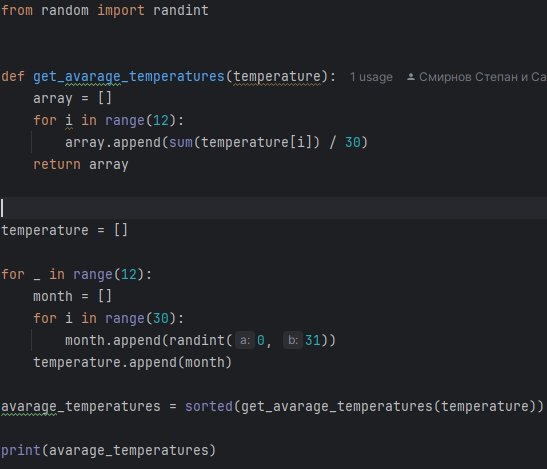 from random import randint
def get_avarage_temperatures(temperature): 1 usage Смирнов Степан и Са
    array = []
    for i in range(12):
        array.append(sum(temperature[i]) / 30)
    return array
temperature = []
for _ in range(12):
    month = []
    for i in range(30):
        month.append(randint(a: 0, b: 31))
    temperature.append(month)
avarage_temperatures = sorted(get_avarage_temperatures(temperature))
print(avarage_temperatures)